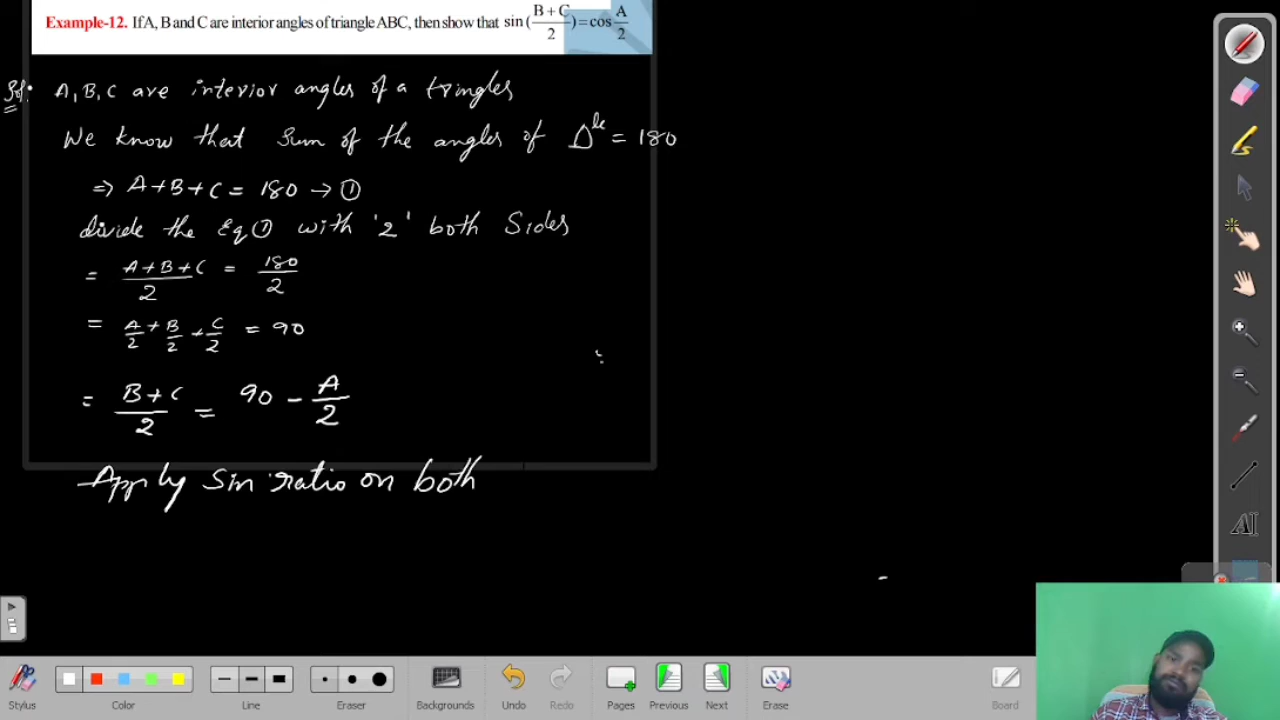 Example-12. If A, B and C are interior angles of triangle ABC, then show that sin (B + C/2) = cos A/2
Sol: A, B, C are interior angles of a tringles
We know that Sum of the angles of Δle = 180
⇒ A+B+C = 180 → ①
divide the Eq ① with '2' both Sides
= A+B+C/2 = 180/2
= A/2 + B/2 + C/2 = 90
= B+C/2 = 90 - A/2
Apply Sin ratio on both
AI
Stylus Color Line Eraser Backgrounds Undo Redo Pages Previous Next Erase Board